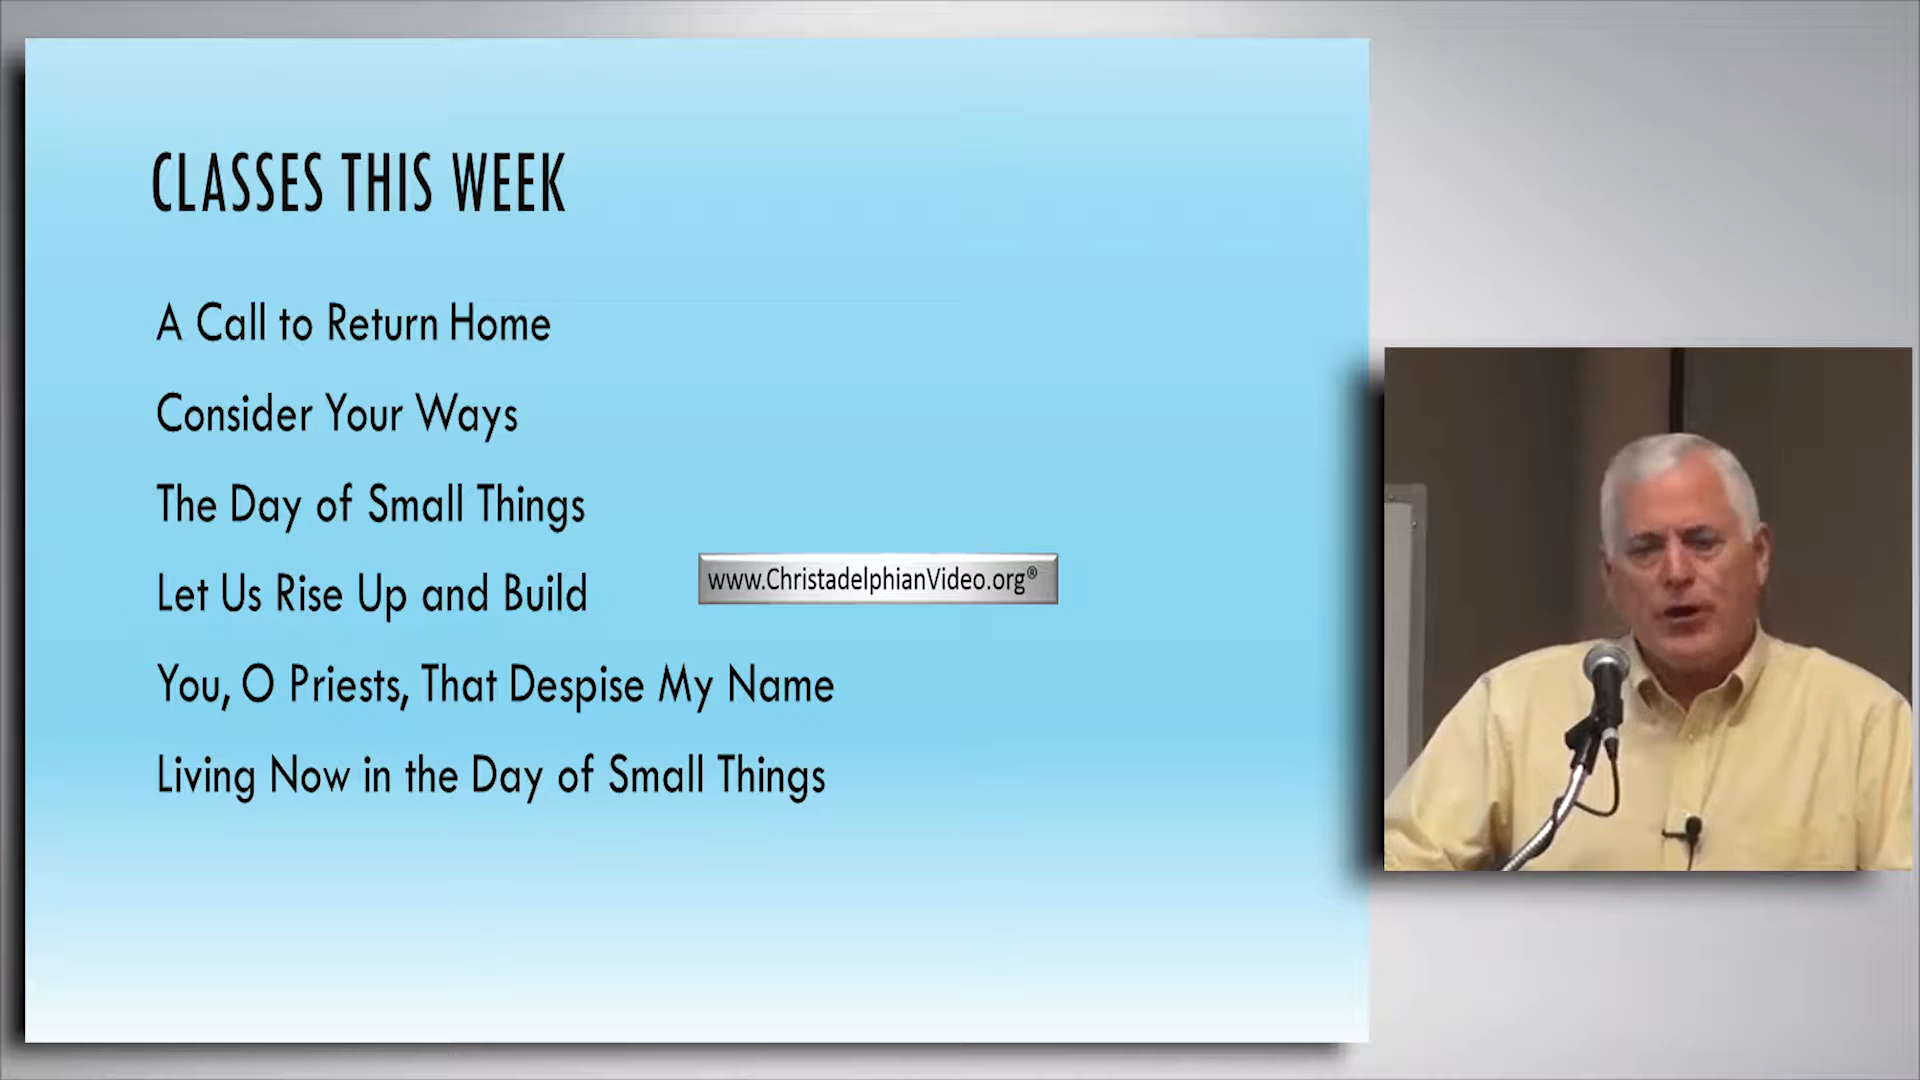 CLASSES THIS WEEK
A Call to Return Home
Consider Your Ways
The Day of Small Things
Let Us Rise Up and Build
www.ChristadelphianVideo.org®
You, O Priests, That Despise My Name
Living Now in the Day of Small Things